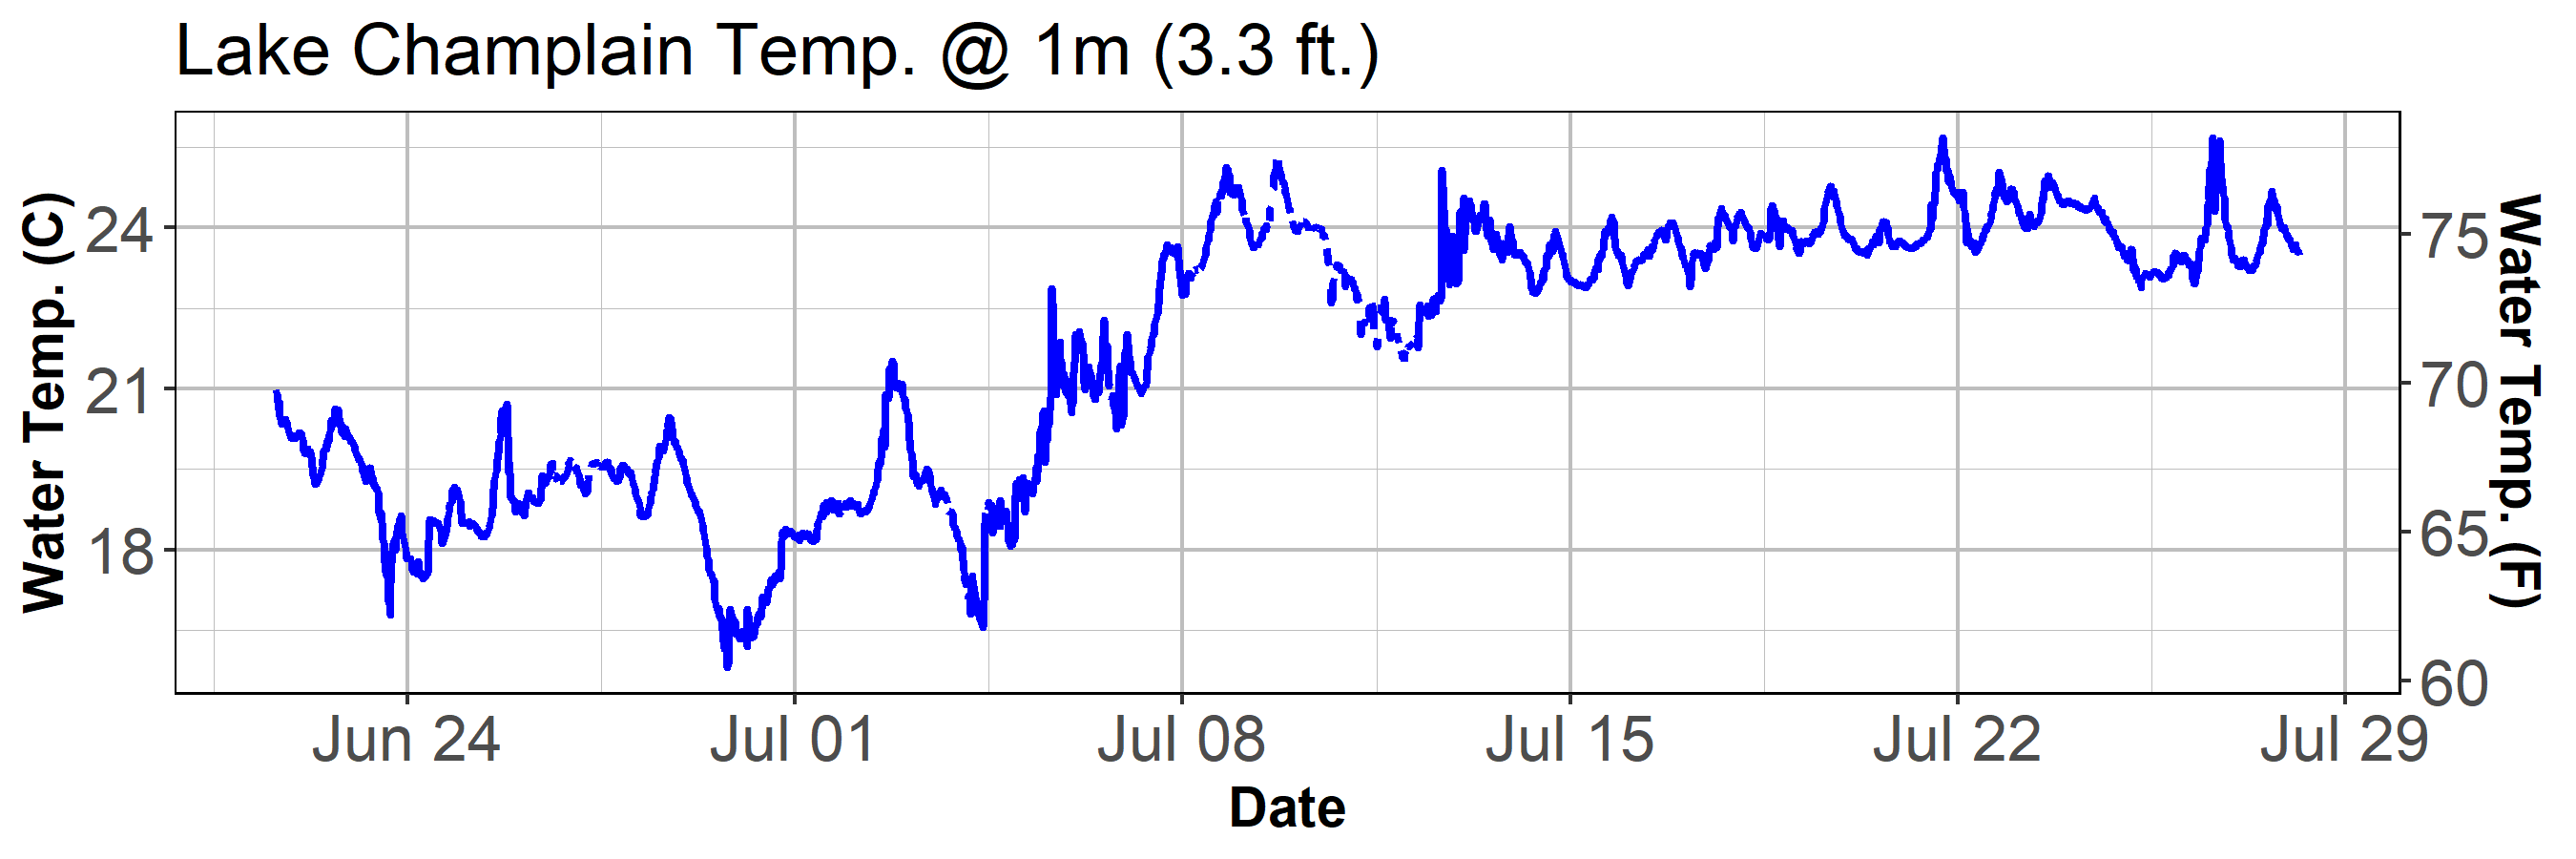 Lake Champlain Temp. @ 1m (3.3 ft.)
Water Temp. (C)
24
21
18
75
70
65
60
Water Temp. (F)
Jun 24
Jul 01
Jul 08
Jul 15
Jul 22
Jul 29
Date